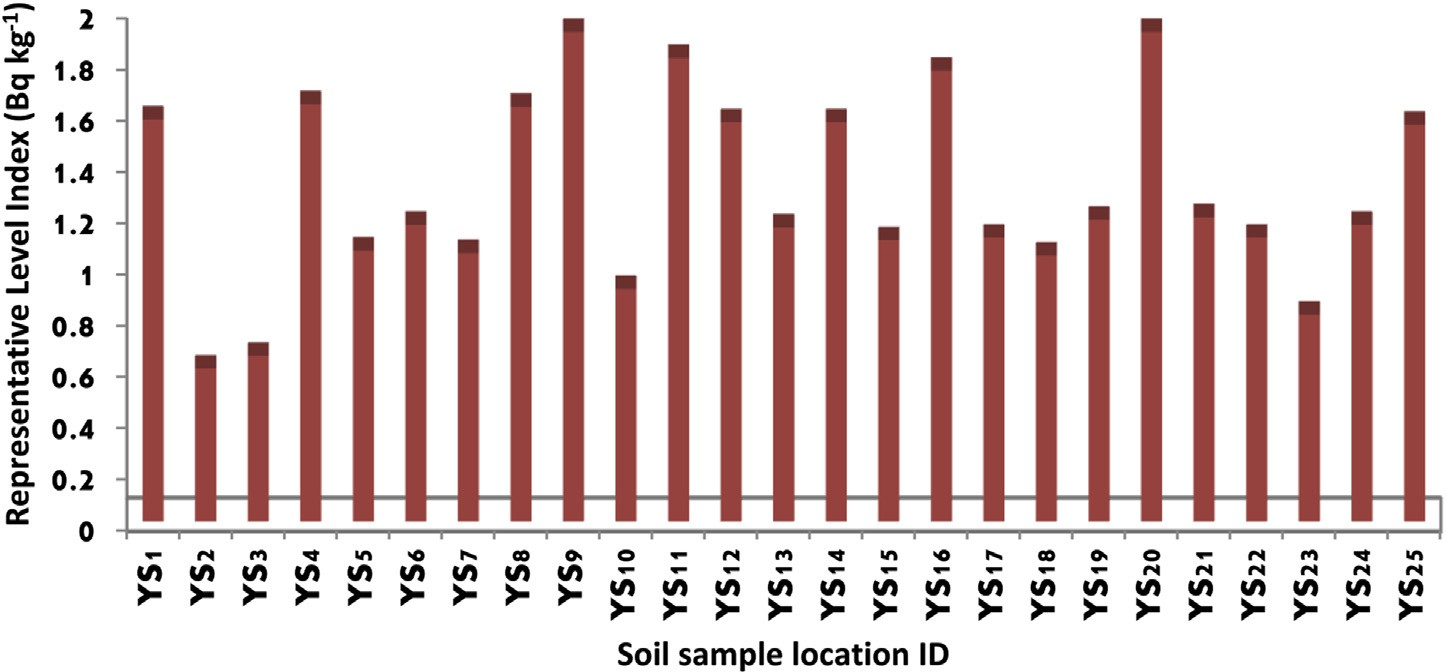 Representative Level Index (Bq kg⁻¹)
2
1.8
1.6
1.4
1.2
1
0.8
0.6
0.4
0.2
0
YS1
YS2
YS3
YS4
YS5
YS6
YS7
YS8
YS9
YS10
YS11
YS12
YS13
YS14
YS15
YS16
YS17
YS18
YS19
YS20
YS21
YS22
YS23
YS24
YS25
Soil sample location ID